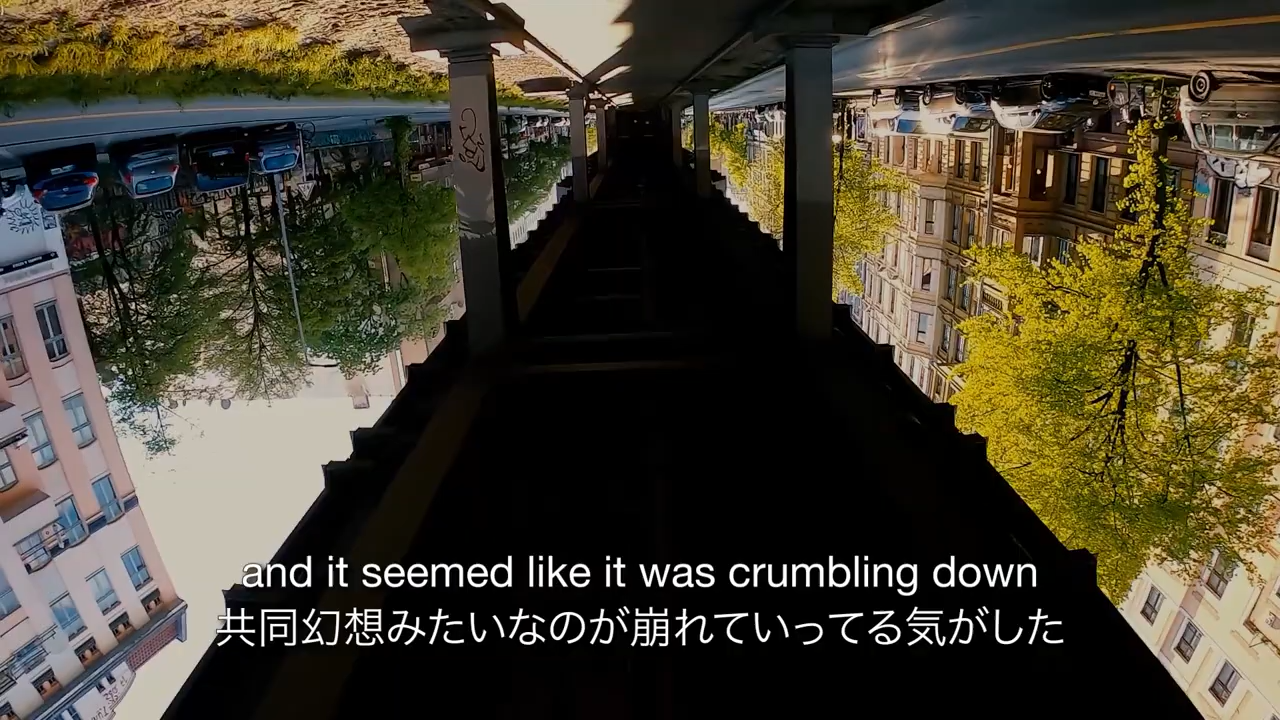 and it seemed like it was crumbling down
共同幻想みたいなのが崩れていってる気がした